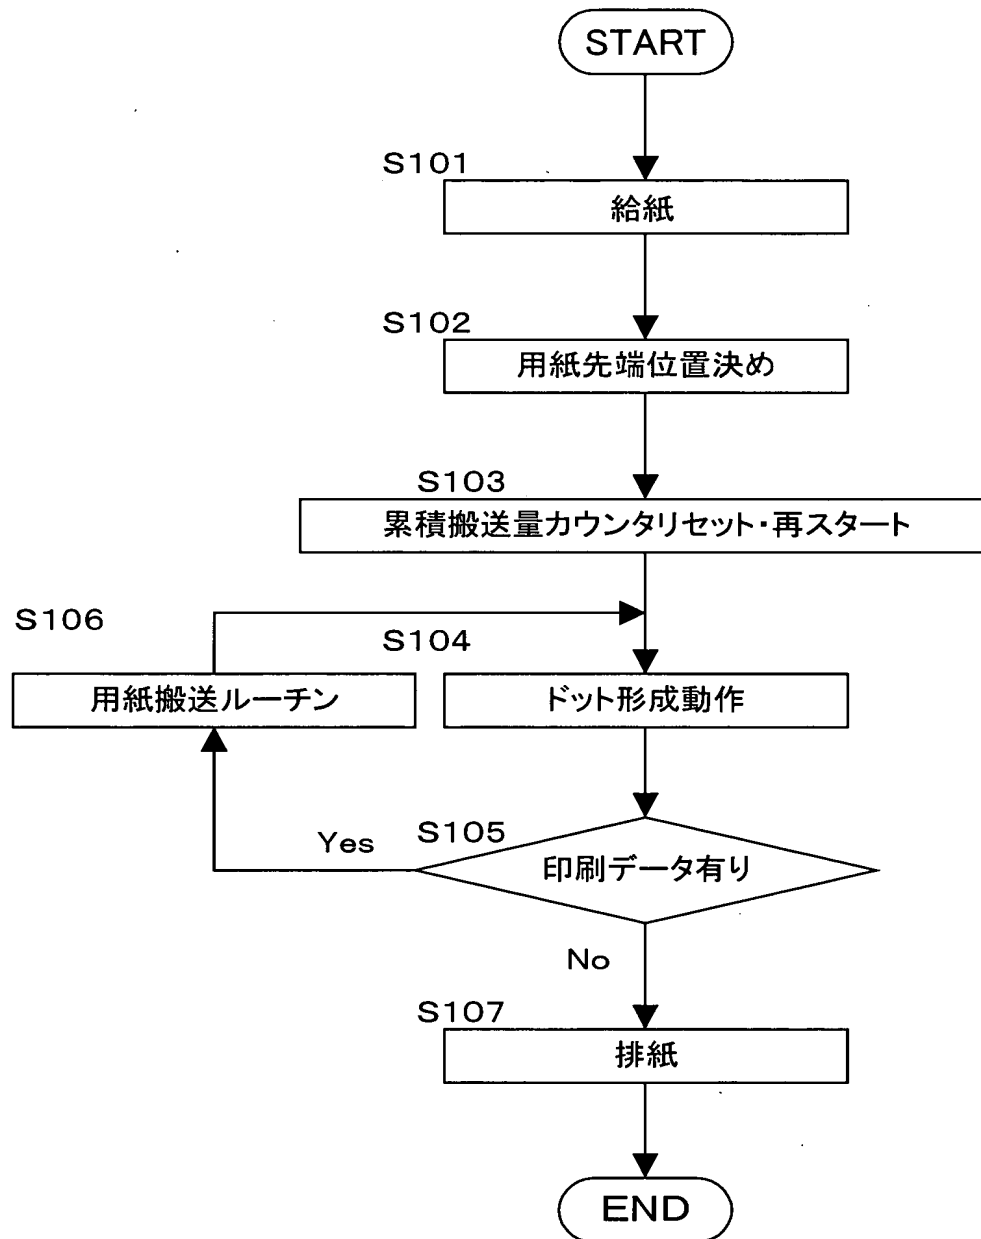 START
S101
給紙
S102
用紙先端位置決め
S103
累積搬送量カウンタリセット・再スタート
S106
S104
用紙搬送ルーチン
ドット形成動作
Yes
S105
印刷データ有り
No
S107
排紙
END